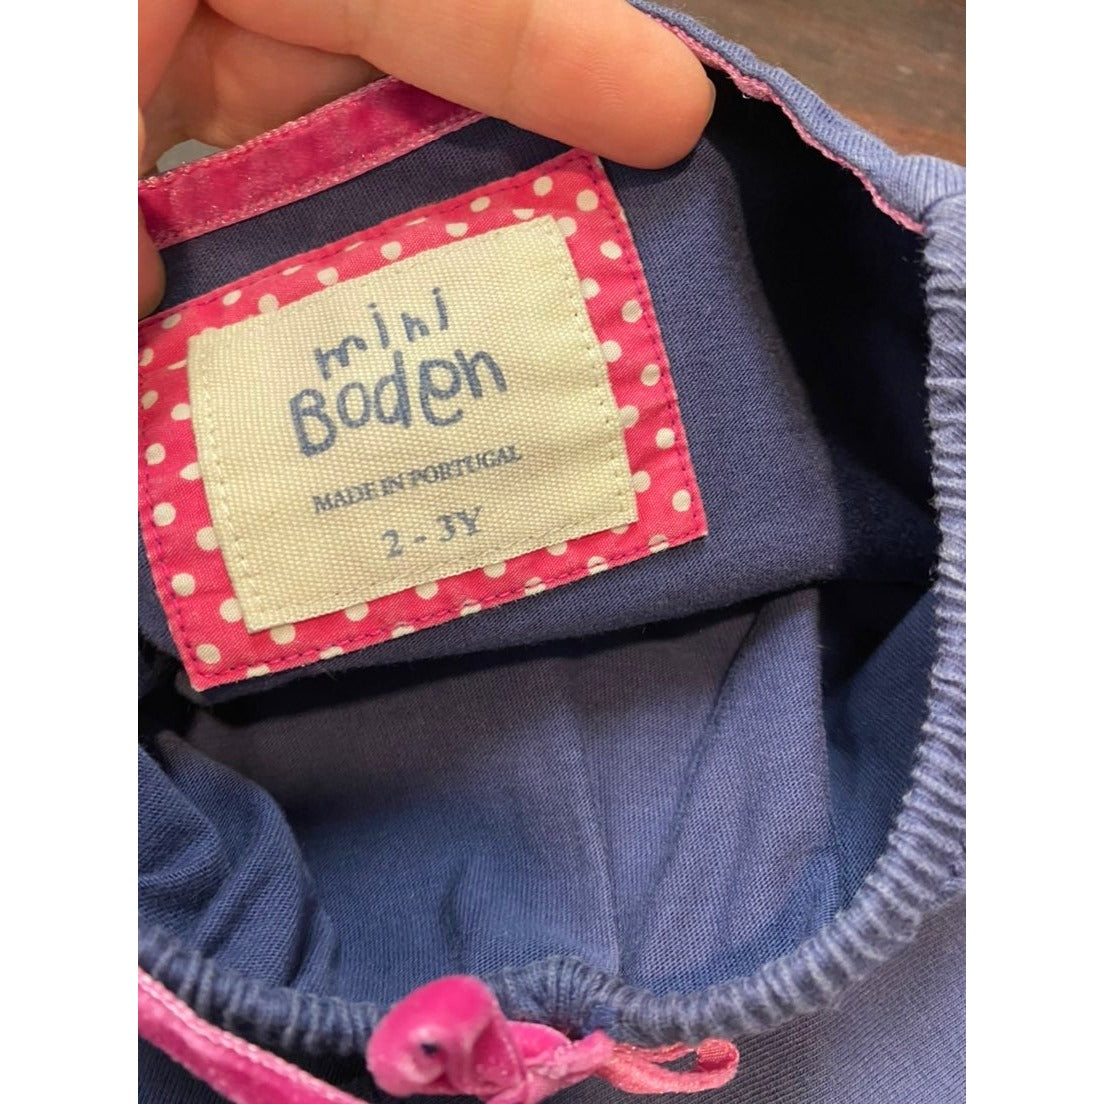 mini
Boden
MADE IN PORTUGAL
2 - 3Y